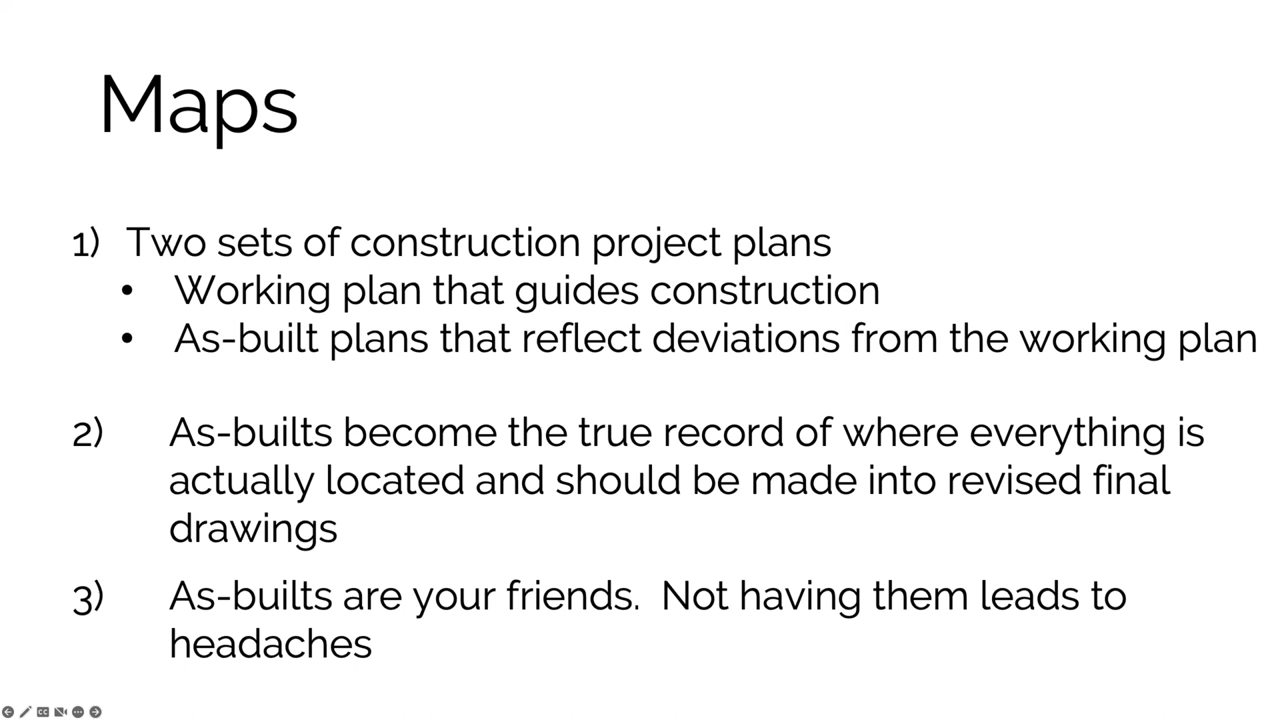 Maps
1) Two sets of construction project plans
• Working plan that guides construction
• As-built plans that reflect deviations from the working plan
2) As-builts become the true record of where everything is
actually located and should be made into revised final
drawings
3) As-builts are your friends.  Not having them leads to
headaches